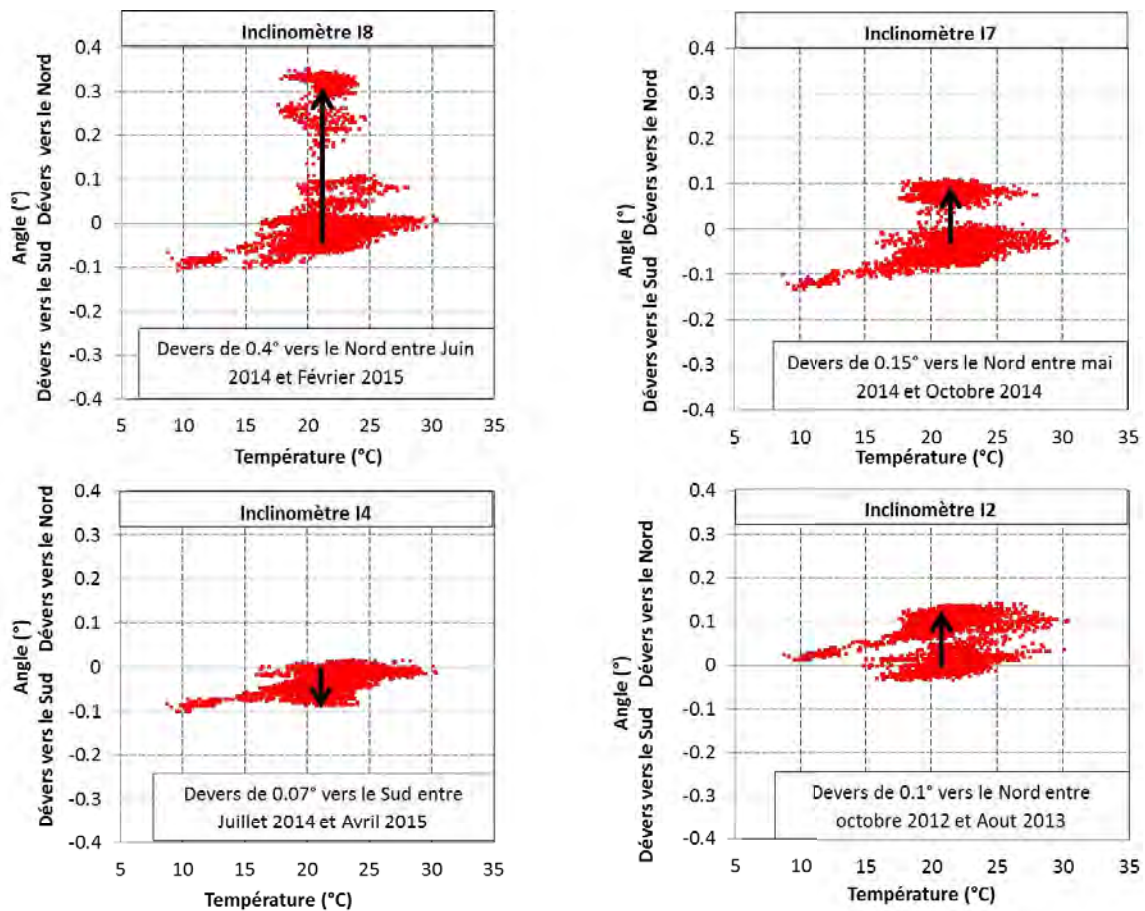 Inclinomètre I8
Angle (°)
Dévers vers le Sud Dévers vers le Nord
0.4
0.3
0.2
0.1
0
-0.1
-0.2
-0.3
-0.4
Devers de 0.4° vers le Nord entre Juin
2014 et Février 2015
5 10 15 20 25 30 35
Température (°C)
Inclinomètre I7
Angle (°)
Dévers vers le Sud Dévers vers le Nord
0.4
0.3
0.2
0.1
0
-0.1
-0.2
-0.3
-0.4
Devers de 0.15° vers le Nord entre mai
2014 et Octobre 2014
5 10 15 20 25 30 35
Température (°C)
Inclinomètre I4
Angle (°)
Dévers vers le Sud Dévers vers le Nord
0.4
0.3
0.2
0.1
0
-0.1
-0.2
-0.3
-0.4
Devers de 0.07° vers le Sud entre
Juillet 2014 et Avril 2015
5 10 15 20 25 30 35
Température (°C)
Inclinomètre I2
Angle (°)
Dévers vers le Sud Dévers vers le Nord
0.4
0.3
0.2
0.1
0
-0.1
-0.2
-0.3
-0.4
Devers de 0.1° vers le Nord entre
octobre 2012 et Aout 2013
5 10 15 20 25 30 35
Température (°C)